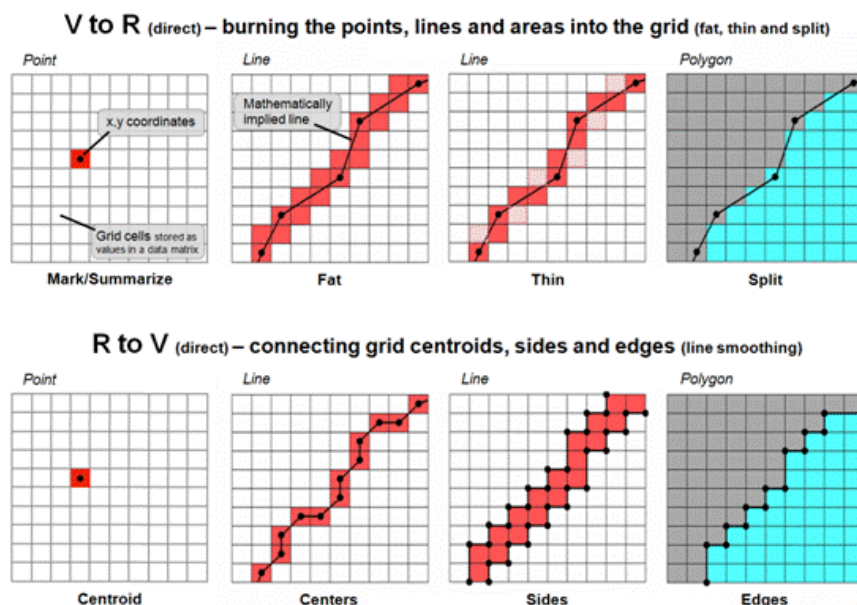 V to R (direct) – burning the points, lines and areas into the grid (fat, thin and split)
Point
Line
Line
Polygon
x,y coordinates
Mathematically
implied line
Grid cells stored as
values in a data matrix
Mark/Summarize
Fat
Thin
Split
R to V (direct) – connecting grid centroids, sides and edges (line smoothing)
Point
Line
Line
Polygon
Centroid
Centers
Sides
Edges